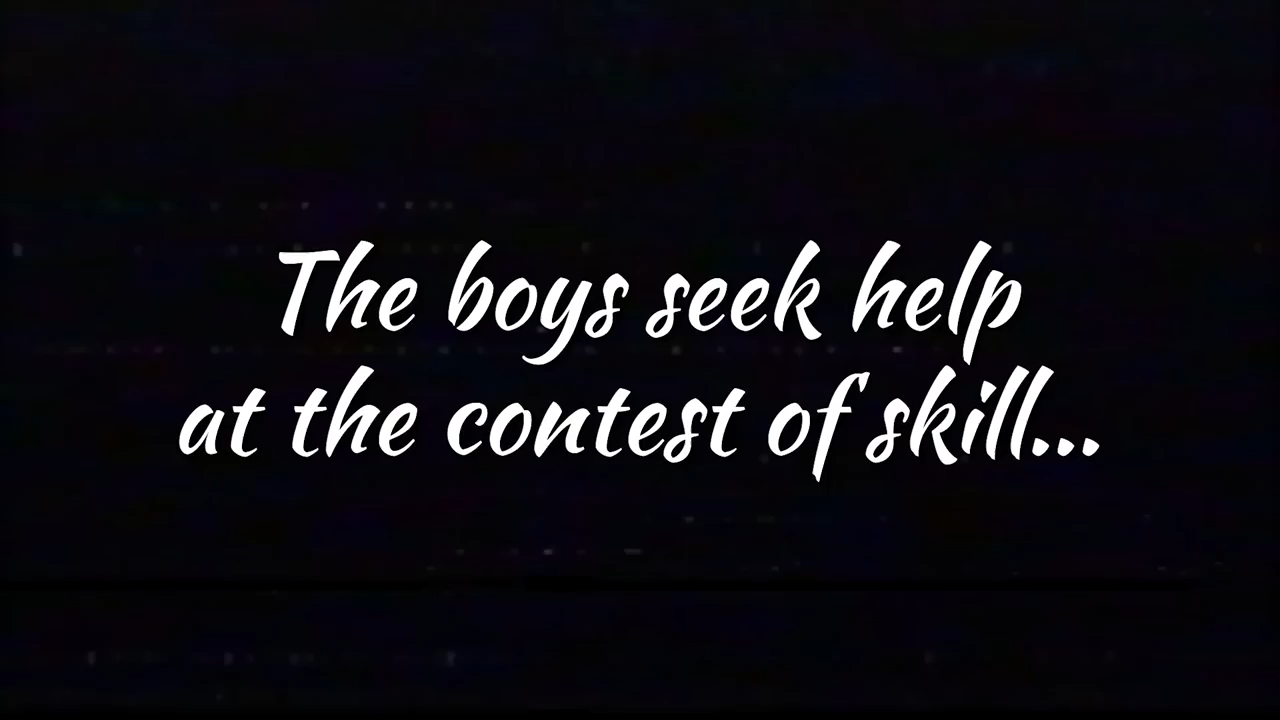 The boys seek help
at the contest of skill...